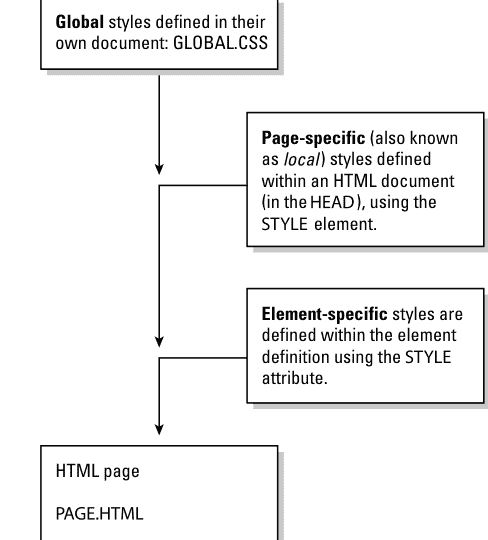 Global styles defined in their
own document: GLOBAL.CSS
Page-specific (also known
as local) styles defined
within an HTML document
(in the HEAD), using the
STYLE element.
Element-specific styles are
defined within the element
definition using the STYLE
attribute.
HTML page
PAGE.HTML